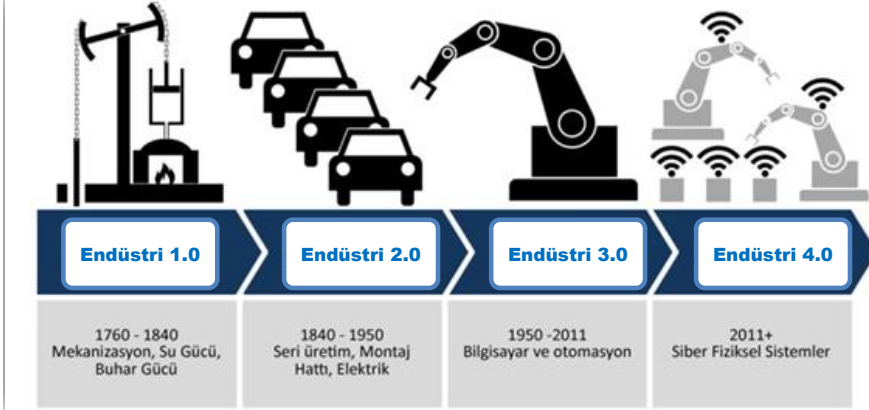 Endüstri 1.0
Endüstri 2.0
Endüstri 3.0
Endüstri 4.0
1760 - 1840
Mekanizasyon, Su Gücü,
Buhar Gücü
1840 - 1950
Seri üretim, Montaj
Hattı, Elektrik
1950 -2011
Bilgisayar ve otomasyon
2011+
Siber Fiziksel Sistemler